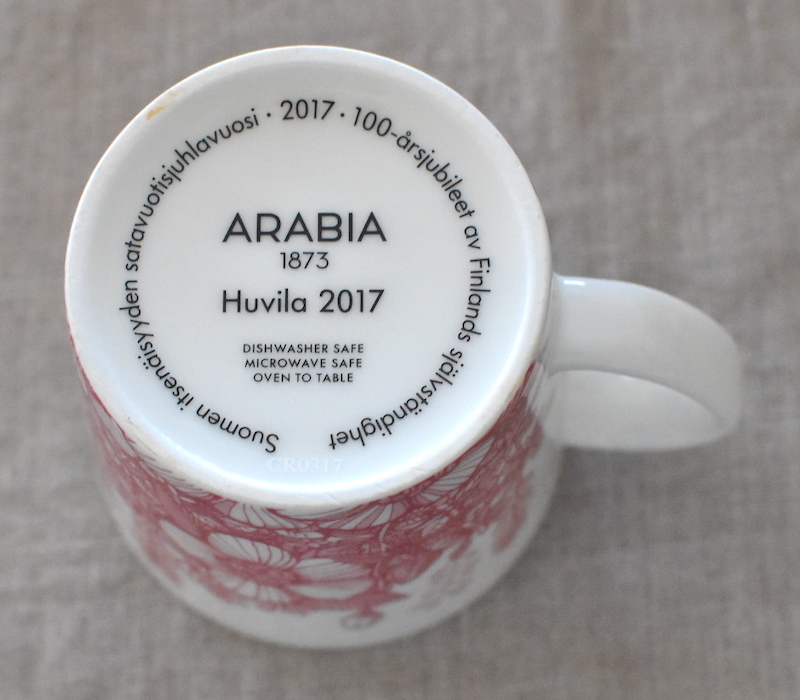 Suomen itsenäisyyden satavuotisjuhlavuosi · 2017 · 100-årsjubileet av Finlands självständighet
ARABIA
1873
Huvila 2017
DISHWASHER SAFE
MICROWAVE SAFE
OVEN TO TABLE
CR0317